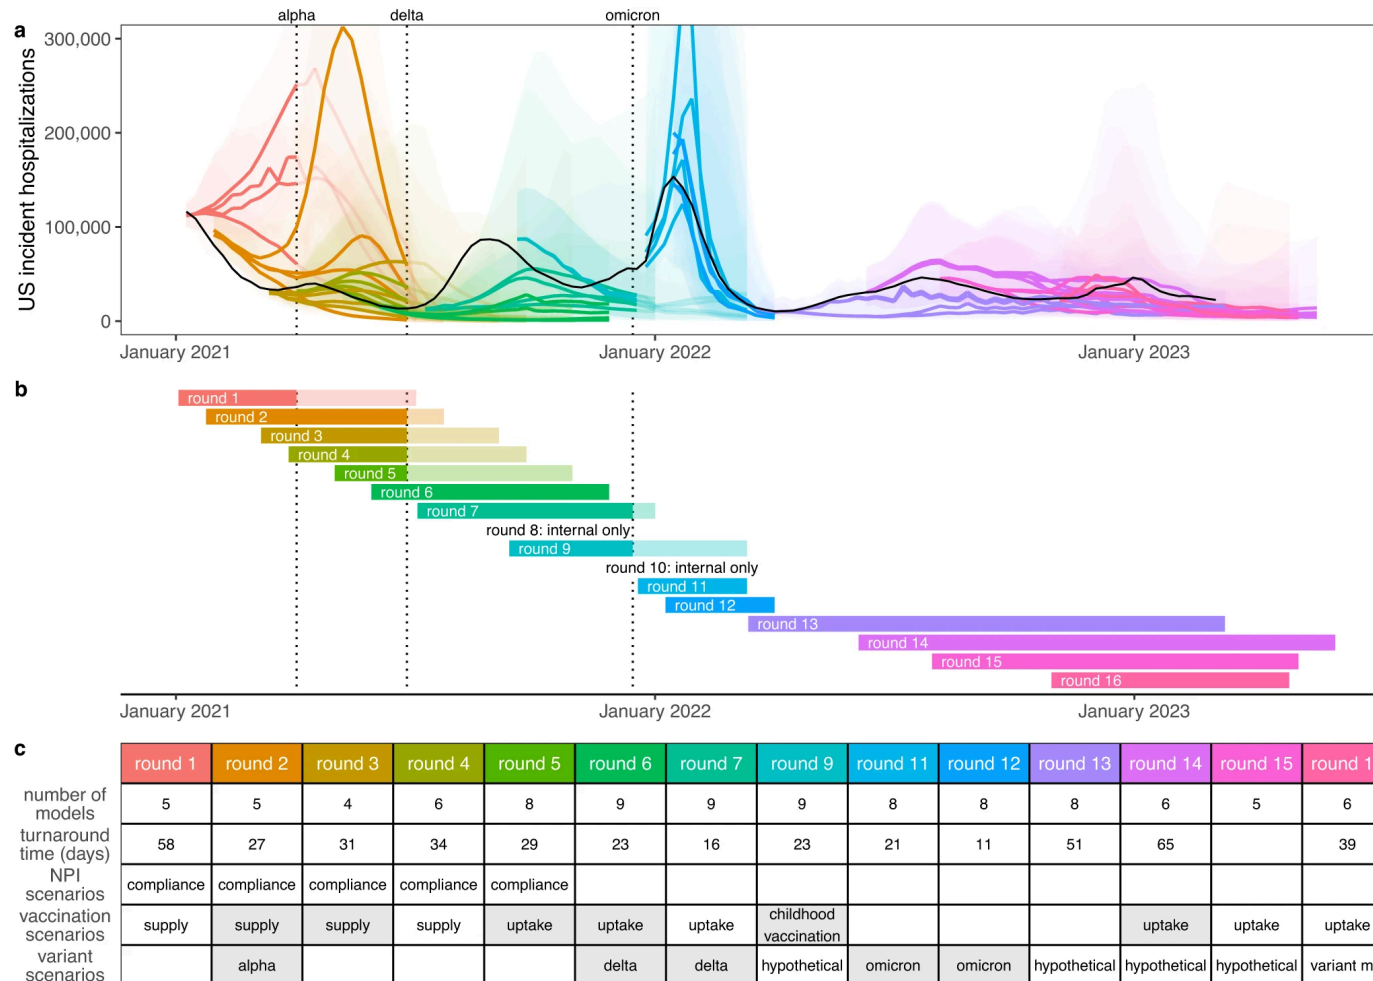 alpha delta omicron
a
US incident hospitalizations
300,000
200,000
100,000
0
January 2021 January 2022 January 2023
b
round 1
round 2
round 3
round 4
round 5
round 6
round 7
round 8: internal only
round 9
round 10: internal only
round 11
round 12
round 13
round 14
round 15
round 16
January 2021 January 2022 January 2023
c
round 1 round 2 round 3 round 4 round 5 round 6 round 7 round 9 round 11 round 12 round 13 round 14 round 15 round 1
number of models 5 5 4 6 8 9 9 9 8 8 8 6 5 6
turnaround time (days) 58 27 31 34 29 23 16 23 21 11 51 65 39
NPI scenarios compliance compliance compliance compliance compliance
vaccination scenarios supply supply supply supply uptake uptake uptake childhood vaccination uptake uptake uptake
variant scenarios alpha delta delta hypothetical omicron omicron hypothetical hypothetical hypothetical variant m